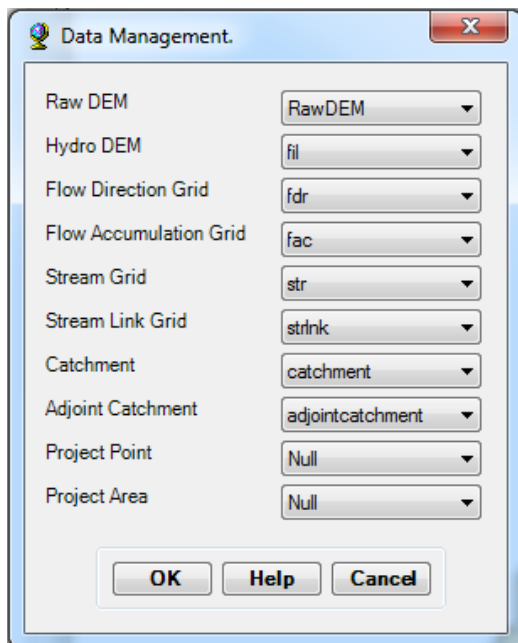 Data Management.
Raw DEM RawDEM
Hydro DEM fil
Flow Direction Grid fdr
Flow Accumulation Grid fac
Stream Grid str
Stream Link Grid strlnk
Catchment catchment
Adjoint Catchment adjointcatchment
Project Point Null
Project Area Null
OK Help Cancel